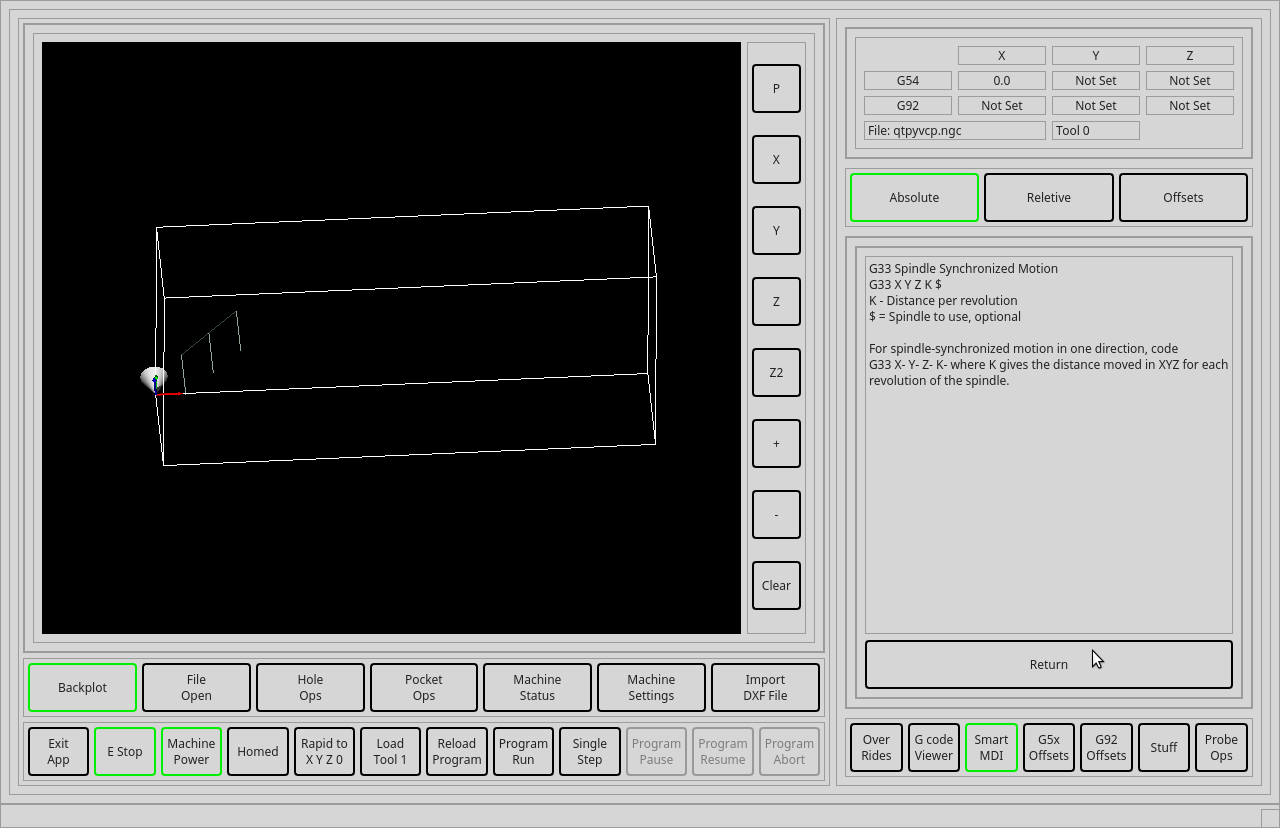 P
X
Y
Z
Z2
+
-
Clear
Backplot
File
Open
Hole
Ops
Pocket
Ops
Machine
Status
Machine
Settings
Import
DXF File
Exit
App
E Stop
Machine
Power
Homed
Rapid to
X Y Z 0
Load
Tool 1
Reload
Program
Program
Run
Single
Step
Program
Pause
Program
Resume
Program
Abort
X Y Z
G54 0.0 Not Set Not Set
G92 Not Set Not Set Not Set
File: qtpyvcp.ngc Tool 0
Absolute
Reletive
Offsets
G33 Spindle Synchronized Motion
G33 X Y Z K $
K - Distance per revolution
$ = Spindle to use, optional
For spindle-synchronized motion in one direction, code
G33 X- Y- Z- K- where K gives the distance moved in XYZ for each
revolution of the spindle.
Return
Over
Rides
G code
Viewer
Smart
MDI
G5x
Offsets
G92
Offsets
Stuff
Probe
Ops